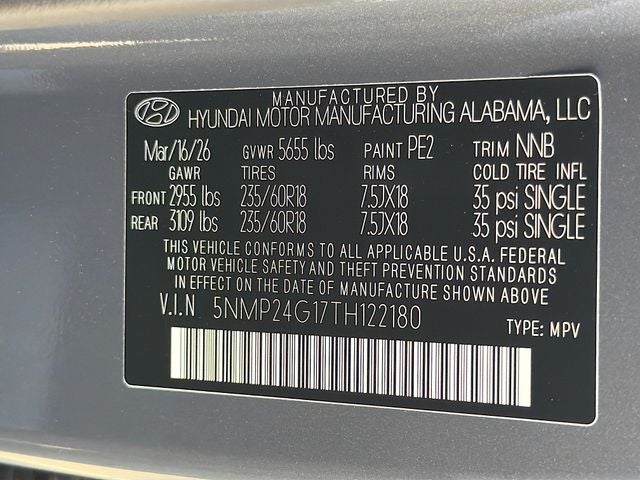 MANUFACTURED BY
HYUNDAI MOTOR MANUFACTURING ALABAMA, LLC
Mar/16/26 GVWR 5655 lbs PAINT PE2 TRIM NNB
GAWR TIRES RIMS COLD TIRE INFL
FRONT 2955 lbs 235/60R18 7.5JX18 35 psi SINGLE
REAR 3109 lbs 235/60R18 7.5JX18 35 psi SINGLE
THIS VEHICLE CONFORMS TO ALL APPLICABLE U.S.A. FEDERAL
MOTOR VEHICLE SAFETY AND THEFT PREVENTION STANDARDS
IN EFFECT ON THE DATE OF MANUFACTURE SHOWN ABOVE
V.I.N 5NMP24G17TH122180
TYPE: MPV